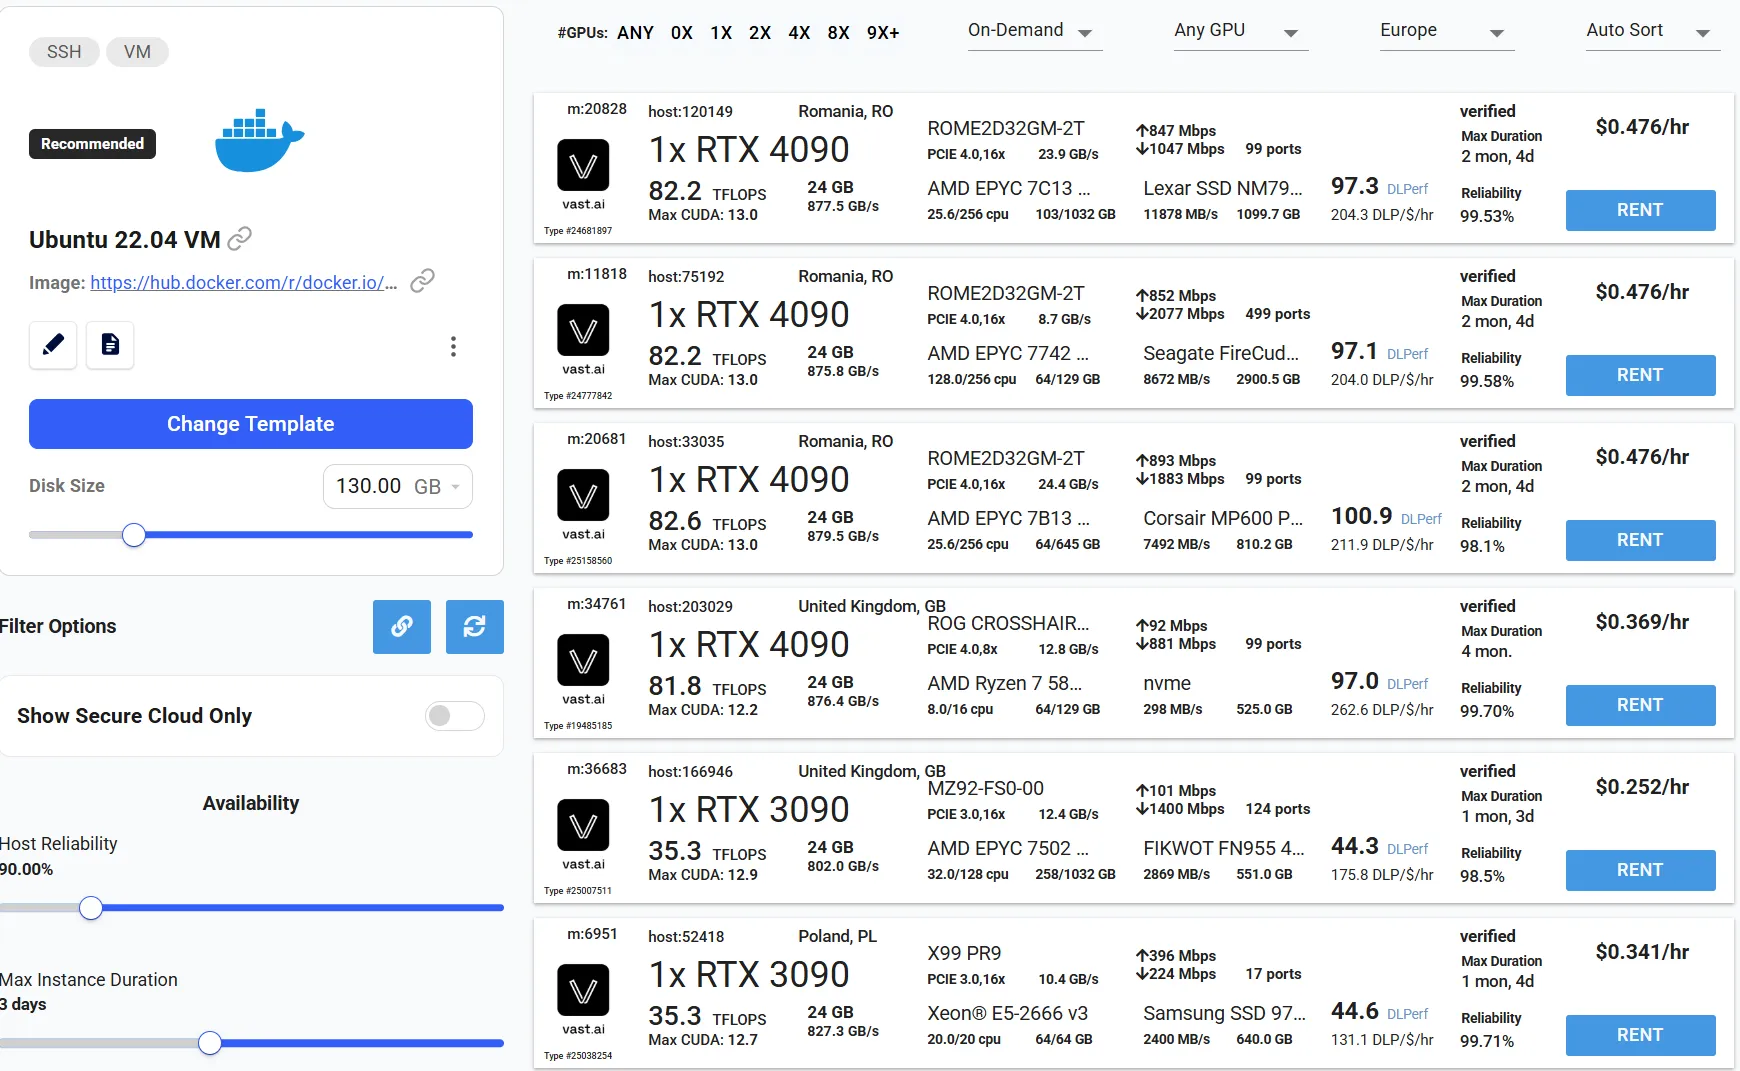 SSH VM
Recommended
Ubuntu 22.04 VM
Image: https://hub.docker.com/r/docker.io/...
Change Template
Disk Size 130.00 GB
Filter Options
Show Secure Cloud Only
Availability
Host Reliability
90.00%
Max Instance Duration
3 days
#GPUs: ANY 0X 1X 2X 4X 8X 9X+ On-Demand Any GPU Europe Auto Sort
m:20828 host:120149 Romania, RO
vast.ai
Type #24681897
1x RTX 4090
82.2 TFLOPS
Max CUDA: 13.0
24 GB
877.5 GB/s
ROME2D32GM-2T
PCIE 4.0,16x 23.9 GB/s
AMD EPYC 7C13 ...
25.6/256 cpu 103/1032 GB
↑847 Mbps
↓1047 Mbps 99 ports
Lexar SSD NM79...
11878 MB/s 1099.7 GB
97.3 DLPerf
204.3 DLP/$/hr
verified
Max Duration
2 mon, 4d
Reliability
99.53%
$0.476/hr
RENT
m:11818 host:75192 Romania, RO
vast.ai
Type #24777842
1x RTX 4090
82.2 TFLOPS
Max CUDA: 13.0
24 GB
875.8 GB/s
ROME2D32GM-2T
PCIE 4.0,16x 8.7 GB/s
AMD EPYC 7742 ...
128.0/256 cpu 64/129 GB
↑852 Mbps
↓2077 Mbps 499 ports
Seagate FireCud...
8672 MB/s 2900.5 GB
97.1 DLPerf
204.0 DLP/$/hr
verified
Max Duration
2 mon, 4d
Reliability
99.58%
$0.476/hr
RENT
m:20681 host:33035 Romania, RO
vast.ai
Type #25158560
1x RTX 4090
82.6 TFLOPS
Max CUDA: 13.0
24 GB
879.5 GB/s
ROME2D32GM-2T
PCIE 4.0,16x 24.4 GB/s
AMD EPYC 7B13 ...
25.6/256 cpu 64/645 GB
↑893 Mbps
↓1883 Mbps 99 ports
Corsair MP600 P...
7492 MB/s 810.2 GB
100.9 DLPerf
211.9 DLP/$/hr
verified
Max Duration
2 mon, 4d
Reliability
98.1%
$0.476/hr
RENT
m:34761 host:203029 United Kingdom, GB
vast.ai
Type #19485185
1x RTX 4090
81.8 TFLOPS
Max CUDA: 12.2
24 GB
876.4 GB/s
ROG CROSSHAIR...
PCIE 4.0,8x 12.8 GB/s
AMD Ryzen 7 58...
8.0/16 cpu 64/129 GB
↑92 Mbps
↓881 Mbps 99 ports
nvme
298 MB/s 525.0 GB
97.0 DLPerf
262.6 DLP/$/hr
verified
Max Duration
4 mon.
Reliability
99.70%
$0.369/hr
RENT
m:36683 host:166946 United Kingdom, GB
vast.ai
Type #25007511
1x RTX 3090
35.3 TFLOPS
Max CUDA: 12.9
24 GB
802.0 GB/s
MZ92-FS0-00
PCIE 3.0,16x 12.4 GB/s
AMD EPYC 7502 ...
32.0/128 cpu 258/1032 GB
↑101 Mbps
↓1400 Mbps 124 ports
FIKWOT FN955 4...
2869 MB/s 551.0 GB
44.3 DLPerf
175.8 DLP/$/hr
verified
Max Duration
1 mon, 3d
Reliability
98.5%
$0.252/hr
RENT
m:6951 host:52418 Poland, PL
vast.ai
Type #25038254
1x RTX 3090
35.3 TFLOPS
Max CUDA: 12.7
24 GB
827.3 GB/s
X99 PR9
PCIE 3.0,16x 10.4 GB/s
Xeon® E5-2666 v3
20.0/20 cpu 64/64 GB
↑396 Mbps
↓224 Mbps 17 ports
Samsung SSD 97...
2400 MB/s 640.0 GB
44.6 DLPerf
131.1 DLP/$/hr
verified
Max Duration
1 mon, 4d
Reliability
99.71%
$0.341/hr
RENT